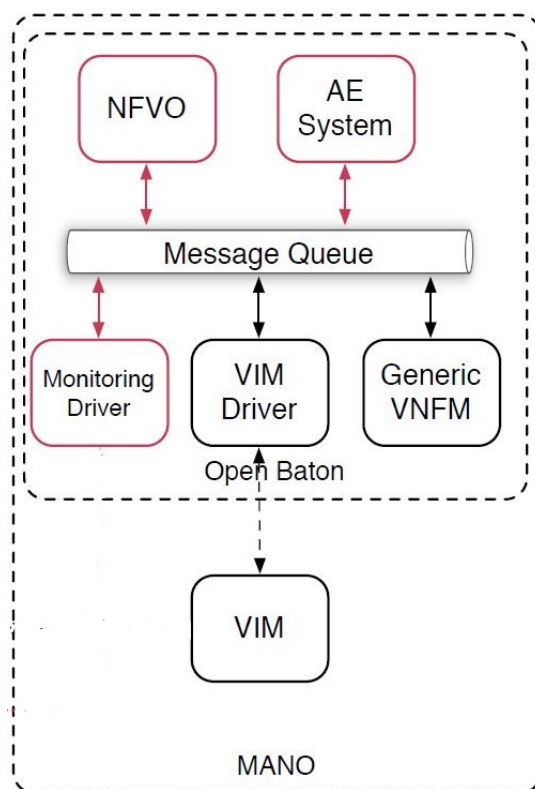 NFVO
AE
System
Message Queue
Monitoring
Driver
VIM
Driver
Generic
VNFM
Open Baton
VIM
MANO